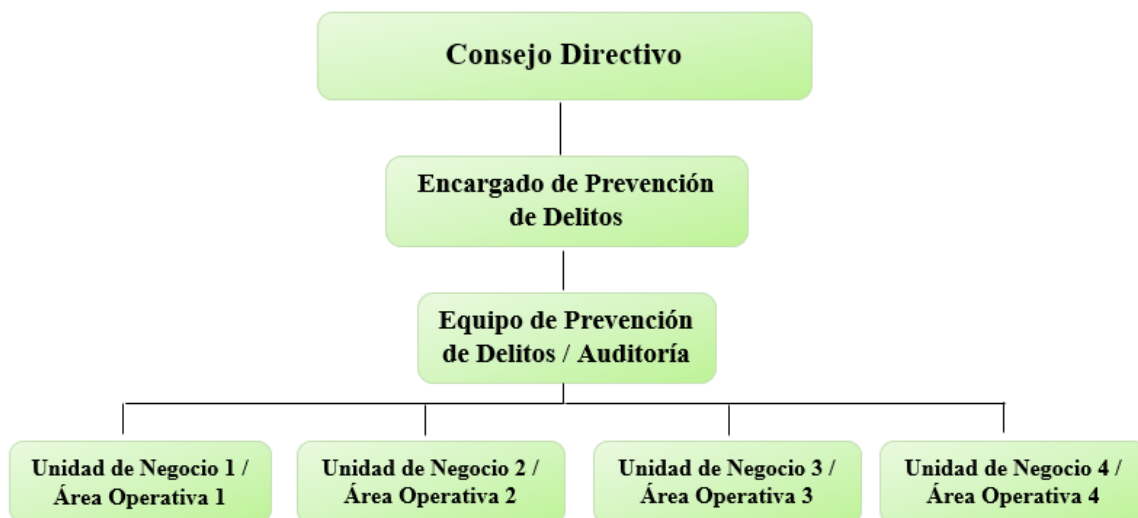 Consejo Directivo
Encargado de Prevención
de Delitos
Equipo de Prevención
de Delitos / Auditoría
Unidad de Negocio 1 /
Área Operativa 1
Unidad de Negocio 2 /
Área Operativa 2
Unidad de Negocio 3 /
Área Operativa 3
Unidad de Negocio 4 /
Área Operativa 4